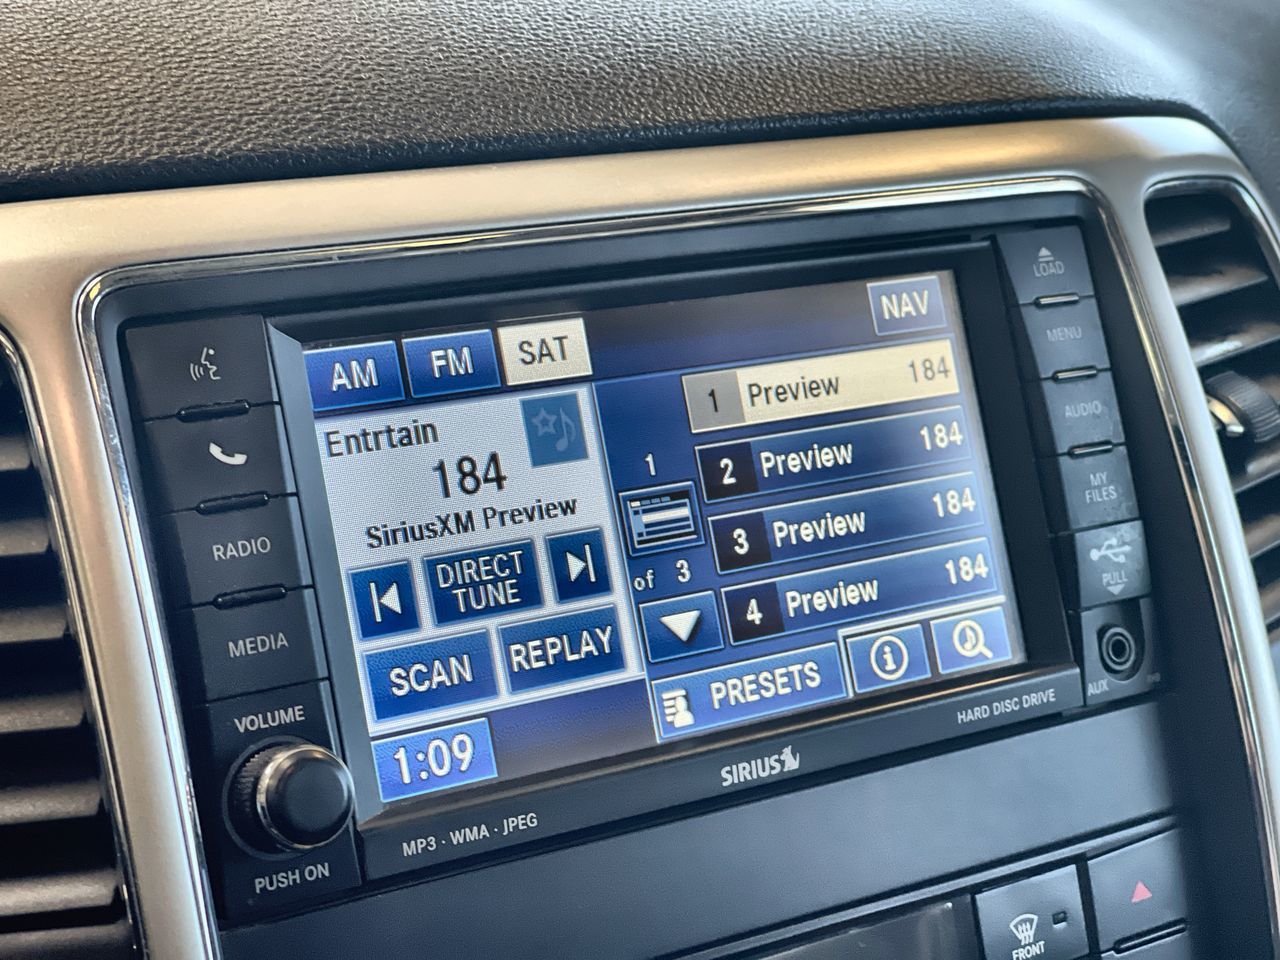 LOAD
MENU
AUDIO
MY
FILES
PULL
AUX
RADIO
MEDIA
VOLUME
PUSH ON
AM
FM
SAT
NAV
Entrtain
184
SiriusXM Preview
DIRECT
TUNE
SCAN
REPLAY
1:09
1
of 3
1 Preview 184
2 Preview 184
3 Preview 184
4 Preview 184
PRESETS
i
MP3 · WMA · JPEG
SIRIUS
HARD DISC DRIVE
FRONT